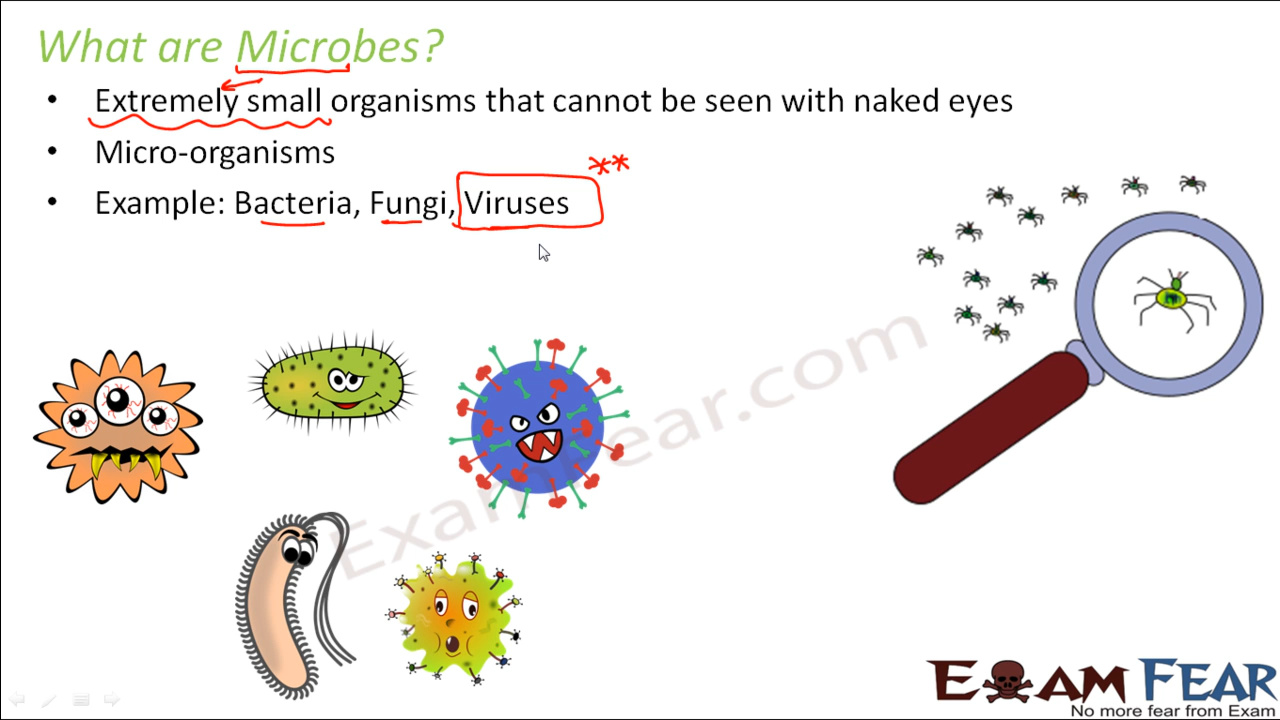 What are Microbes?
• Extremely small organisms that cannot be seen with naked eyes
• Micro-organisms
• Example: Bacteria, Fungi, Viruses **
ExamFear.com
EXAM FEAR
No more fear from Exam